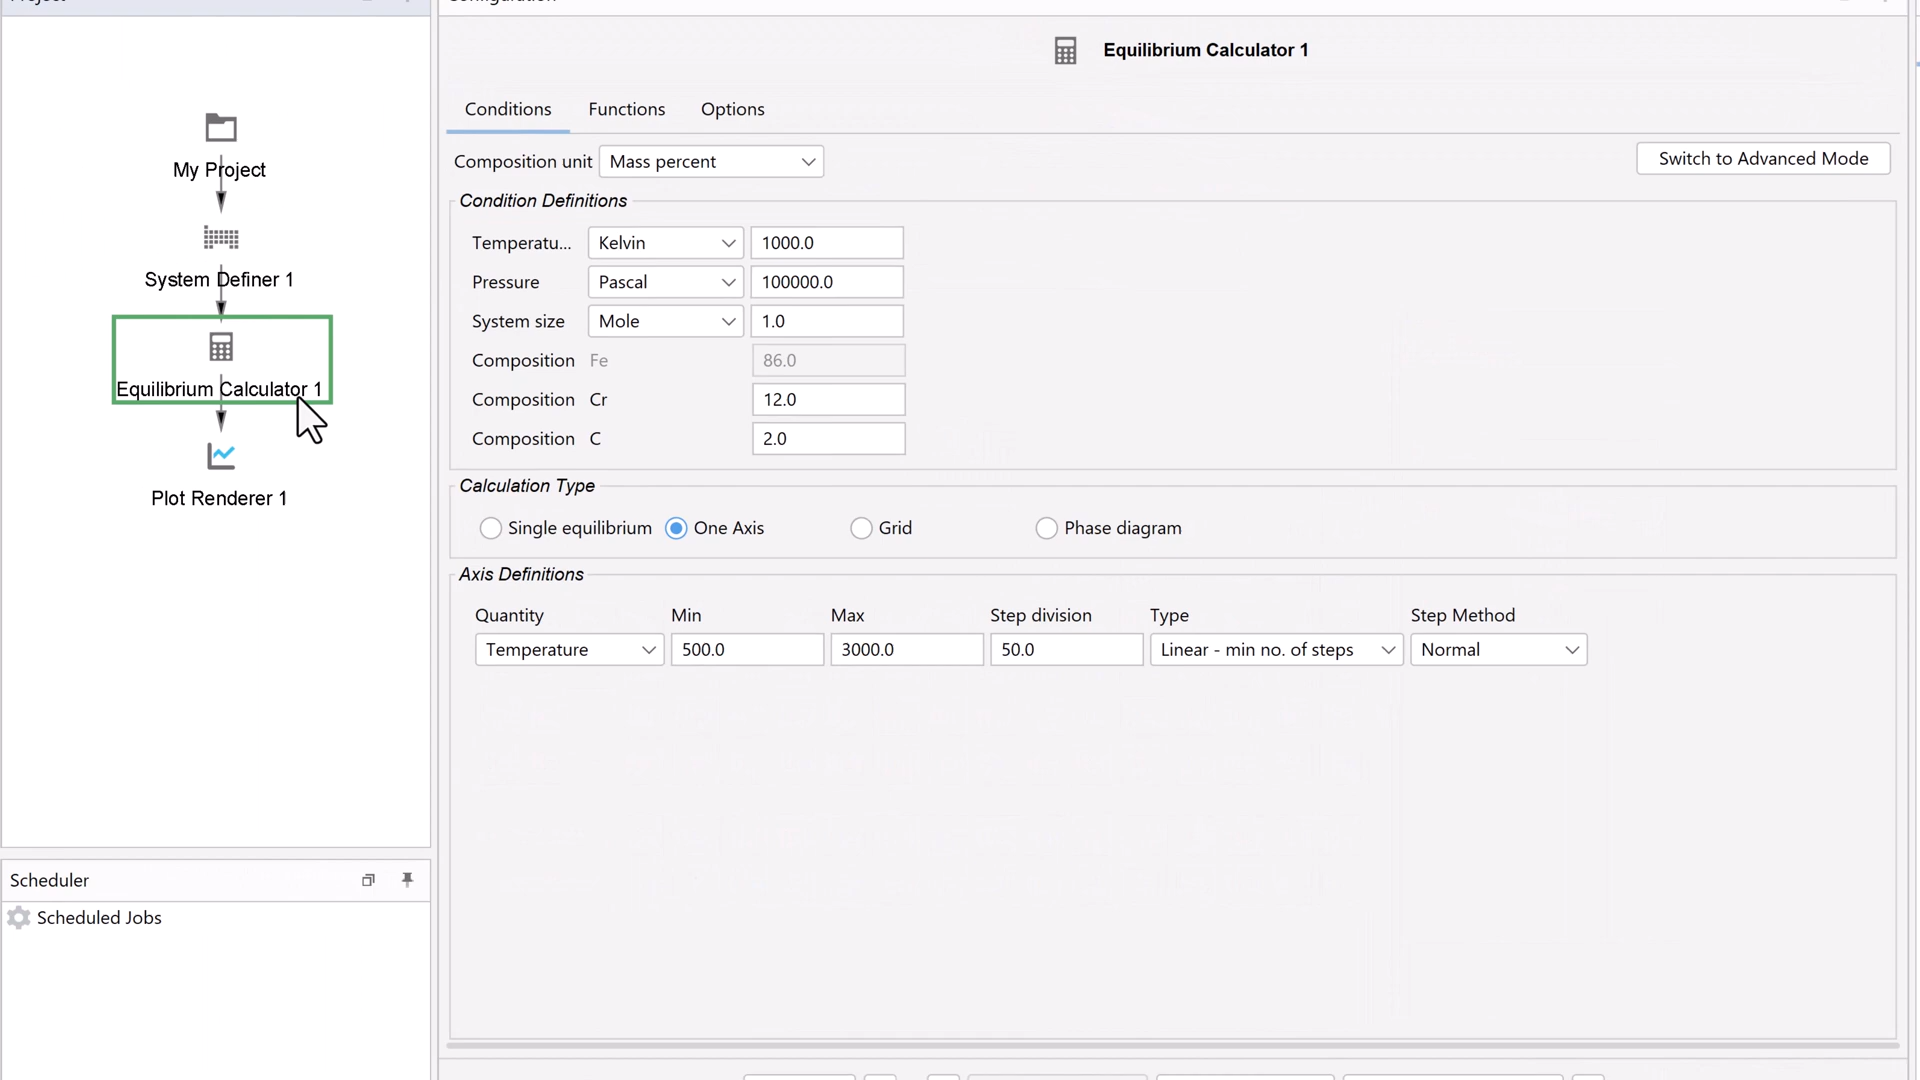 Project
Configuration
My Project
System Definer 1
Equilibrium Calculator 1
Plot Renderer 1
Scheduler
Scheduled Jobs
Equilibrium Calculator 1
Conditions Functions Options
Composition unit Mass percent Switch to Advanced Mode
Condition Definitions
Temperatu... Kelvin 1000.0
Pressure Pascal 100000.0
System size Mole 1.0
Composition Fe 86.0
Composition Cr 12.0
Composition C 2.0
Calculation Type
Single equilibrium One Axis Grid Phase diagram
Axis Definitions
Quantity Min Max Step division Type Step Method
Temperature 500.0 3000.0 50.0 Linear - min no. of steps Normal